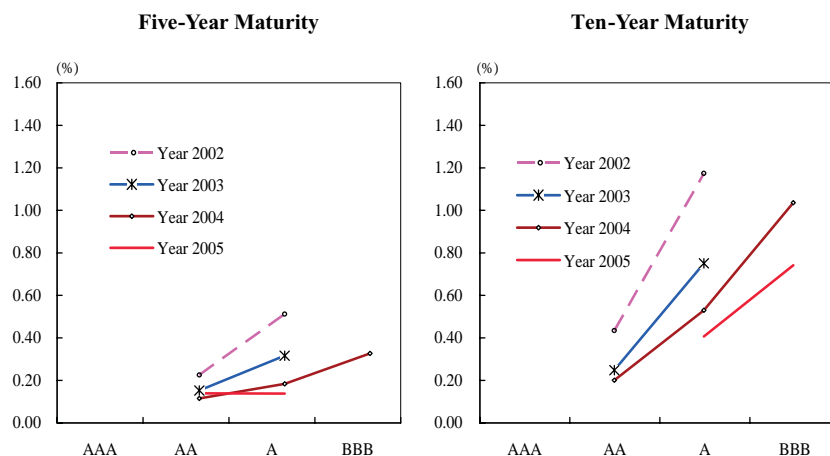 Five-Year Maturity
(%)
1.60
1.40
1.20
1.00
0.80
0.60
0.40
0.20
0.00
AAA AA A BBB
Year 2002
Year 2003
Year 2004
Year 2005
Ten-Year Maturity
(%)
1.60
1.40
1.20
1.00
0.80
0.60
0.40
0.20
0.00
AAA AA A BBB
Year 2002
Year 2003
Year 2004
Year 2005